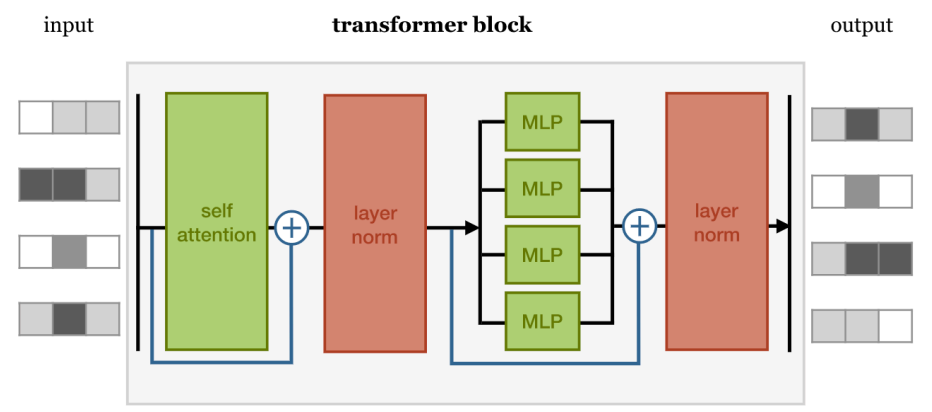 input
transformer block
output
self
attention
layer
norm
MLP
MLP
MLP
MLP
layer
norm